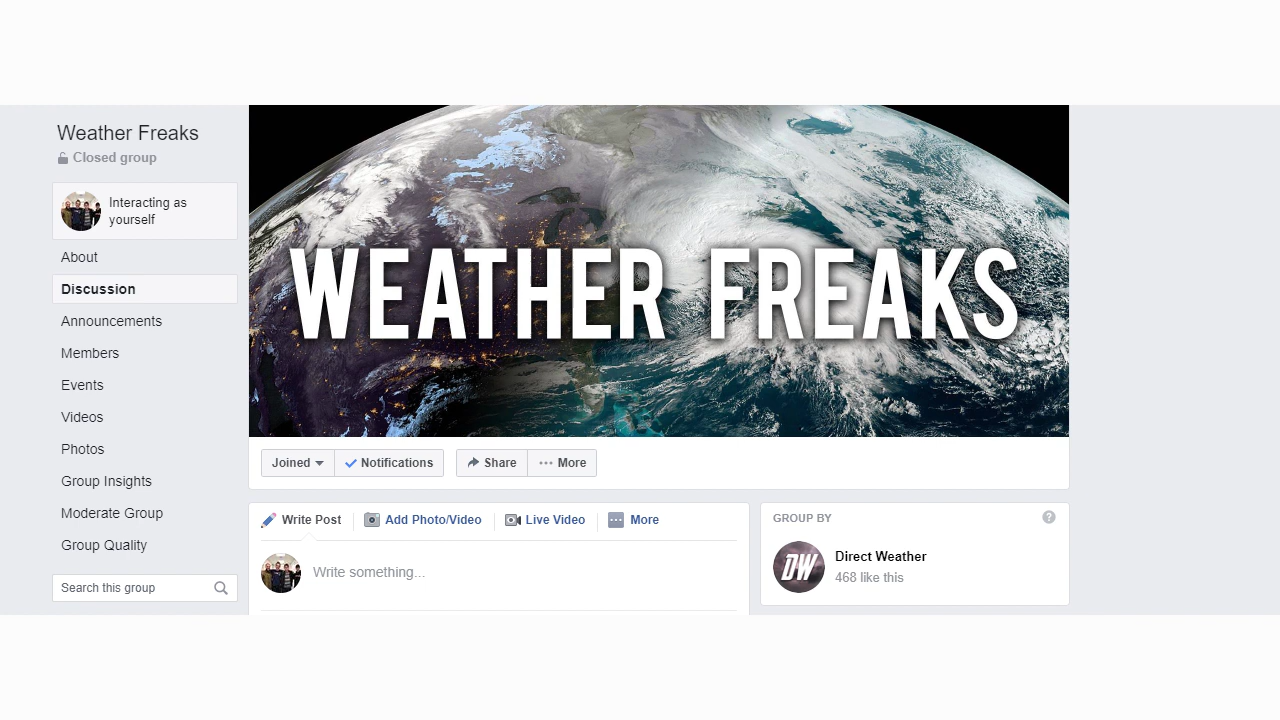 Weather Freaks
Closed group
Interacting as
yourself
About
Discussion
Announcements
Members
Events
Videos
Photos
Group Insights
Moderate Group
Group Quality
Search this group
WEATHER FREAKS
Joined
Notifications
Share
More
Write Post
Add Photo/Video
Live Video
More
Write something...
GROUP BY
?
DW
Direct Weather
468 like this